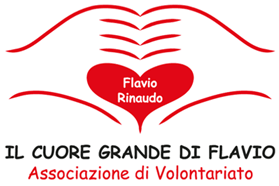 Flavio
Rinaudo
IL CUORE GRANDE DI FLAVIO
Associazione di Volontariato